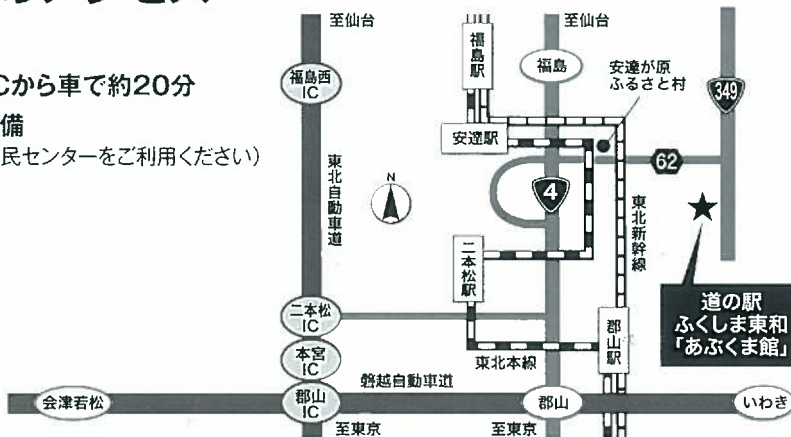 Cから車で約20分
備
民センターをご利用ください）
至仙台
至仙台
福島西
IC
福島駅
福島
安達が原
ふるさと村
349
安達駅
62
東北自動車道
N
4
東北新幹線
二本松駅
二本松
IC
道の駅
ふくしま東和
「あぶくま館」
郡山駅
本宮
IC
東北本線
磐越自動車道
会津若松
郡山
IC
郡山
いわき
至東京
至東京